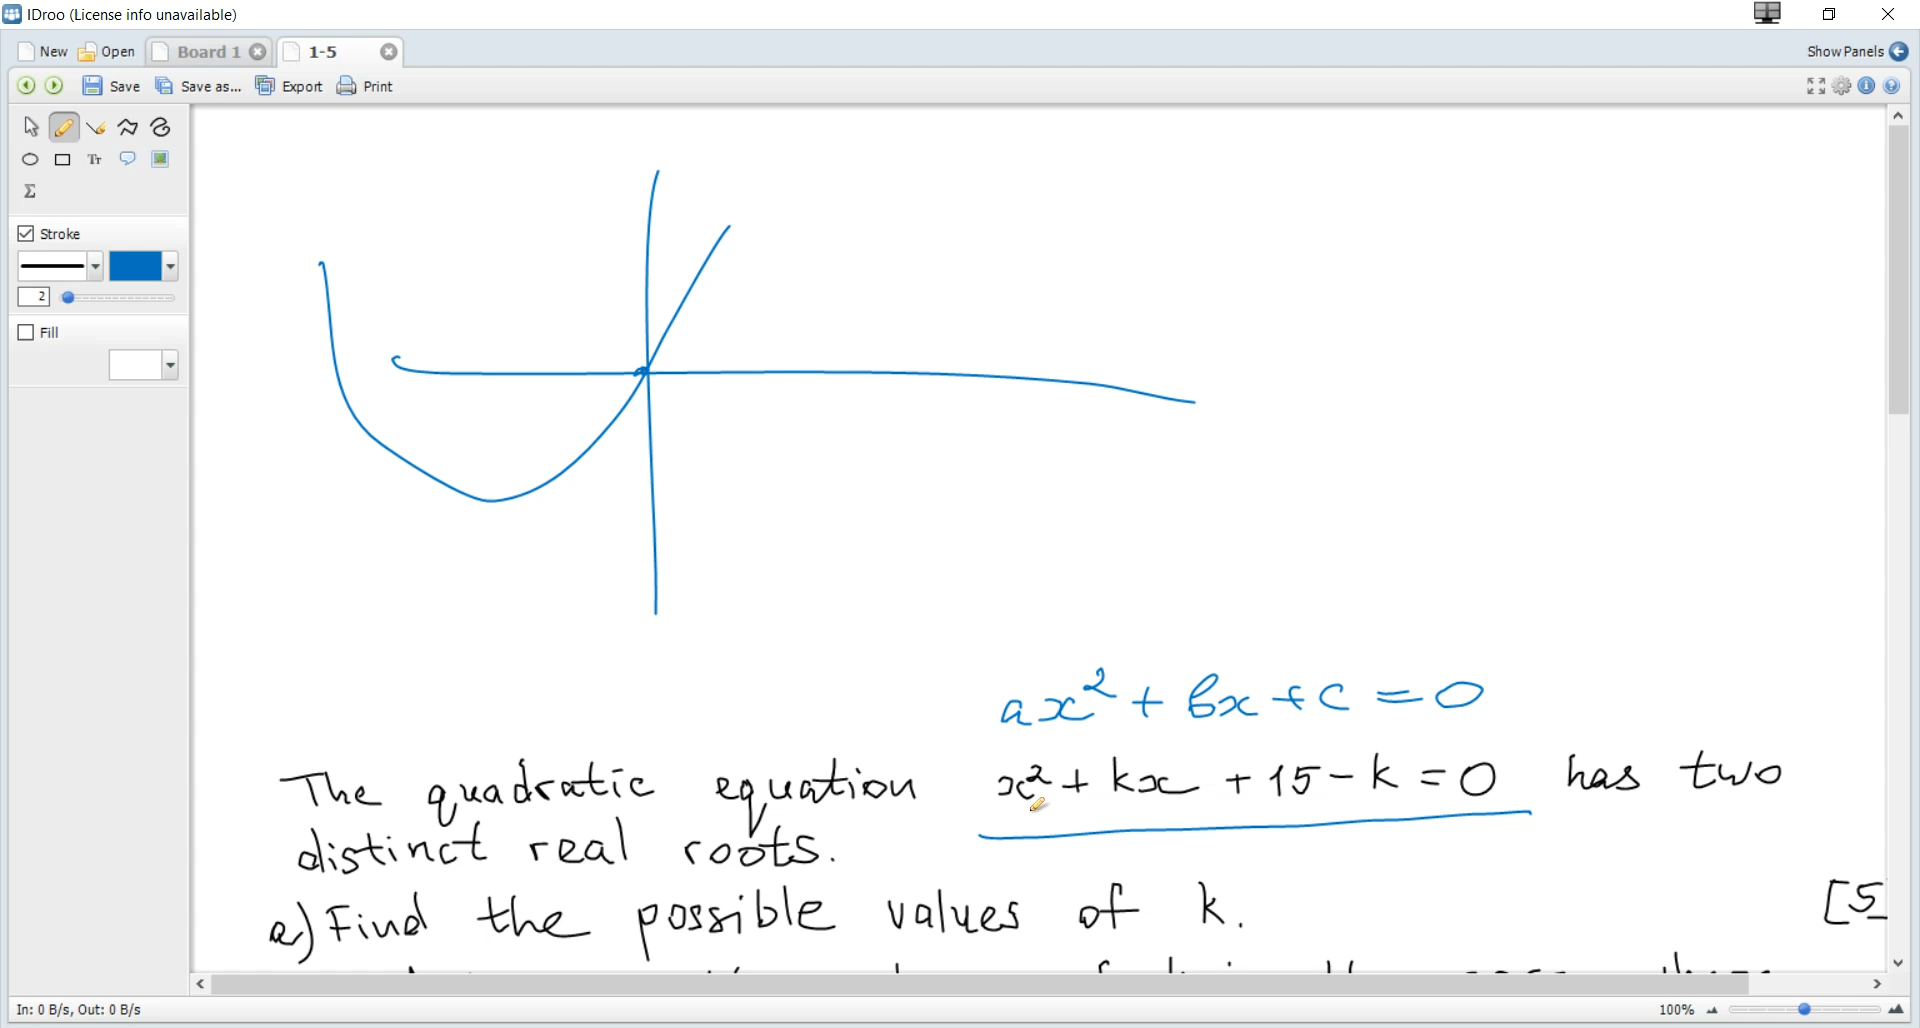 IDroo (License info unavailable)
New Open Board 1 1-5 Show Panels
Save Save as... Export Print
Tт
Σ
Stroke
2
Fill
ax² + bx + c = 0
The quadratic equation x² + kx + 15 - k = 0 has two
distinct real roots.
a) Find the possible values of k. [5
In: 0 B/s, Out: 0 B/s 100%